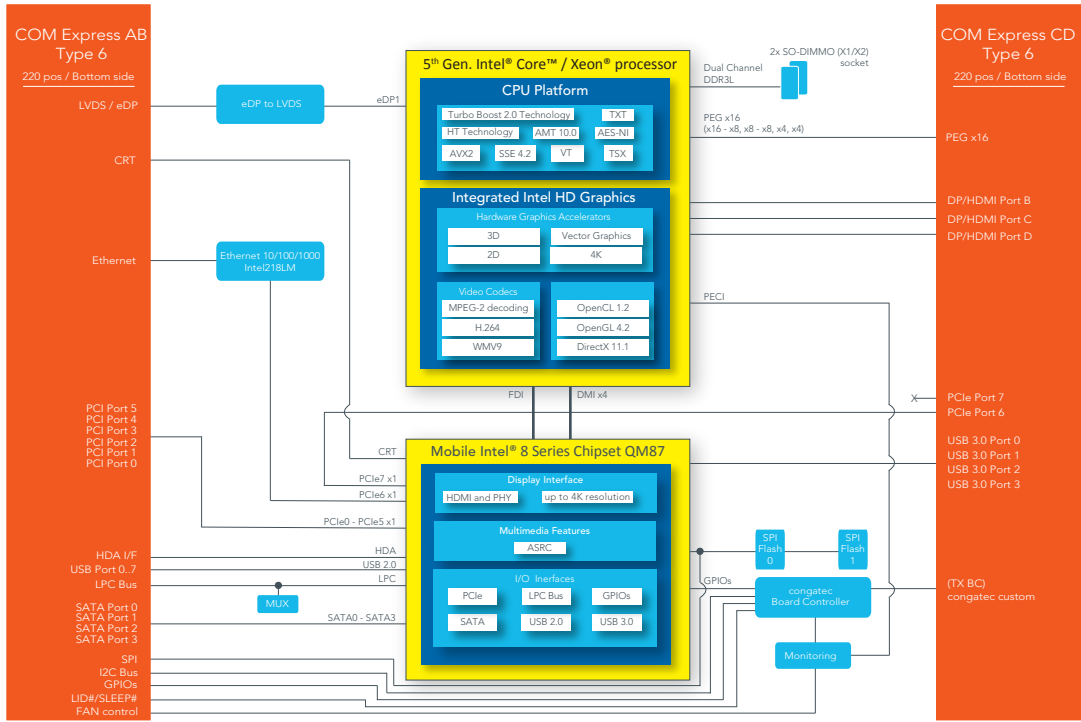 COM Express AB
Type 6
220 pos / Bottom side
LVDS / eDP
CRT
Ethernet
PCI Port 5
PCI Port 4
PCI Port 3
PCI Port 2
PCI Port 1
PCI Port 0
HDA I/F
USB Port 0..7
LPC Bus
SATA Port 0
SATA Port 1
SATA Port 2
SATA Port 3
SPI
I2C Bus
GPIOs
LID#/SLEEP#
FAN control
eDP to LVDS
eDP1
Ethernet 10/100/1000
Intel218LM
MUX
CRT
PCIe7 x1
PCIe6 x1
PCIe0 - PCIe5 x1
HDA
USB 2.0
LPC
SATA0 - SATA3
5th Gen. Intel® Core™ / Xeon® processor
CPU Platform
Turbo Boost 2.0 Technology
TXT
HT Technology
AMT 10.0
AES-NI
AVX2
SSE 4.2
VT
TSX
Integrated Intel HD Graphics
Hardware Graphics Accelerators
3D
Vector Graphics
2D
4K
Video Codecs
MPEG-2 decoding
H.264
WMV9
OpenCL 1.2
OpenGL 4.2
DirectX 11.1
FDI
DMI x4
Mobile Intel® 8 Series Chipset QM87
Display Interface
HDMI and PHY
up to 4K resolution
Multimedia Features
ASRC
I/O Inerfaces
PCIe
LPC Bus
GPIOs
SATA
USB 2.0
USB 3.0
Dual Channel
DDR3L
2x SO-DIMMO (X1/X2)
socket
PEG x16
(x16 - x8, x8 - x8, x4, x4)
PECI
X
SPI
Flash
0
SPI
Flash
1
GPIOs
congatec
Board Controller
Monitoring
COM Express CD
Type 6
220 pos / Bottom side
PEG x16
DP/HDMI Port B
DP/HDMI Port C
DP/HDMI Port D
PCIe Port 7
PCIe Port 6
USB 3.0 Port 0
USB 3.0 Port 1
USB 3.0 Port 2
USB 3.0 Port 3
(TX BC)
congatec custom